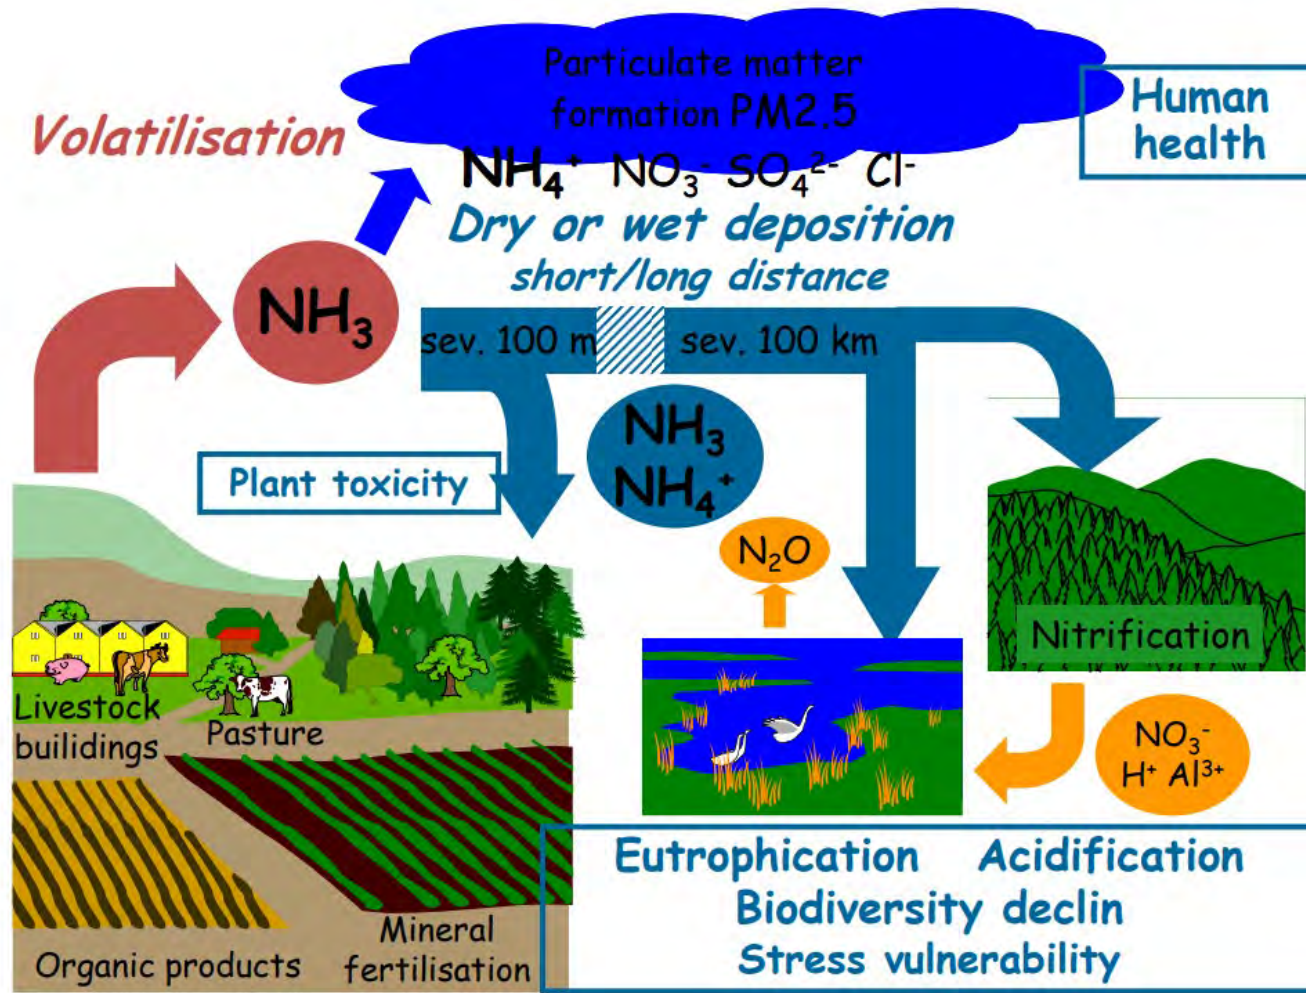 Particulate matter
formation PM2.5
Human
health
Volatilisation
NH₄⁺ NO₃⁻ SO₄²⁻ Cl⁻
Dry or wet deposition
short/long distance
NH₃
sev. 100 m
sev. 100 km
NH₃
NH₄⁺
Plant toxicity
N₂O
Nitrification
Livestock
builidings
Pasture
NO₃⁻
H⁺ Al³⁺
Eutrophication Acidification
Biodiversity declin
Stress vulnerability
Organic products
Mineral
fertilisation